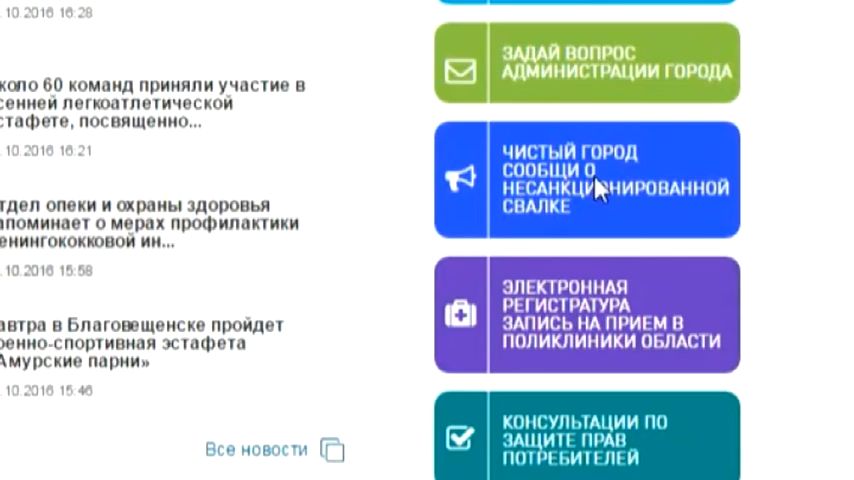 .10.2016 16:28
коло 60 команд приняли участие в
сенней легкоатлетической
стафете, посвященно...
.10.2016 16:21
тдел опеки и охраны здоровья
апоминает о мерах профилактики
енингококковой ин...
.10.2016 15:58
автра в Благовещенске пройдет
оенно-спортивная эстафета
Амурские парни»
.10.2016 15:46
Все новости
ЗАДАЙ ВОПРОС
АДМИНИСТРАЦИИ ГОРОДА
ЧИСТЫЙ ГОРОД
СООБЩИ О
НЕСАНКЦИОНИРОВАННОЙ
СВАЛКЕ
ЭЛЕКТРОННАЯ
РЕГИСТРАТУРА
ЗАПИСЬ НА ПРИЕМ В
ПОЛИКЛИНИКИ ОБЛАСТИ
КОНСУЛЬТАЦИИ ПО
ЗАЩИТЕ ПРАВ
ПОТРЕБИТЕЛЕЙ